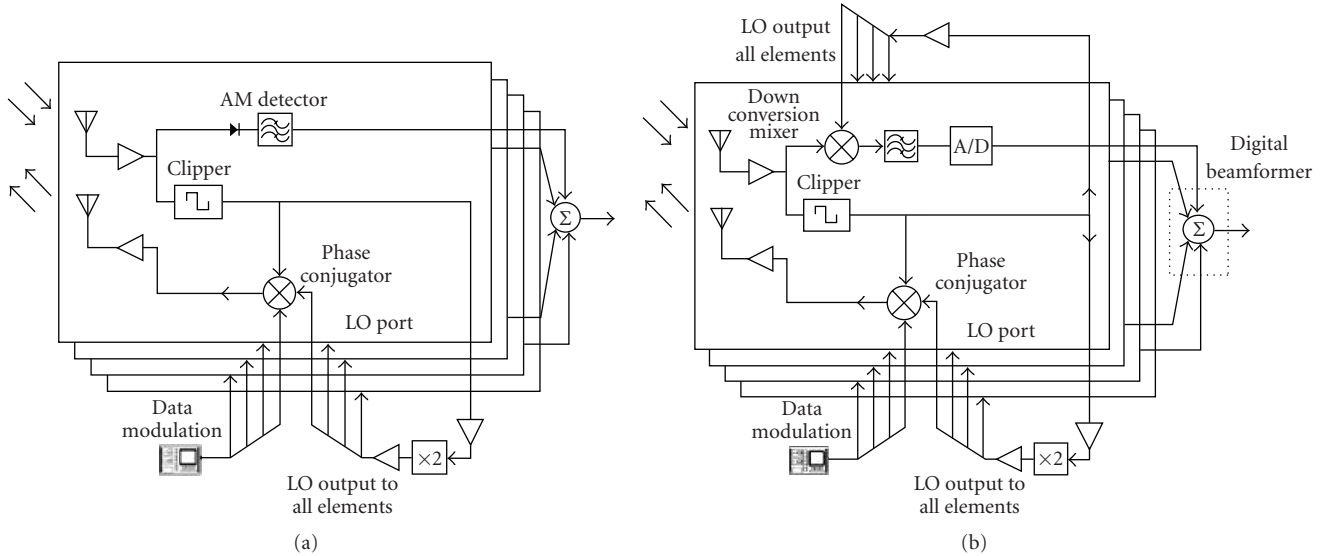 AM detector
Clipper
Σ
Phase
conjugator
LO port
Data
modulation
×2
LO output to
all elements
(a)
LO output
all elements
Down
conversion
mixer
A/D
Digital
beamformer
Clipper
Σ
Phase
conjugator
LO port
Data
modulation
×2
LO output to
all elements
(b)